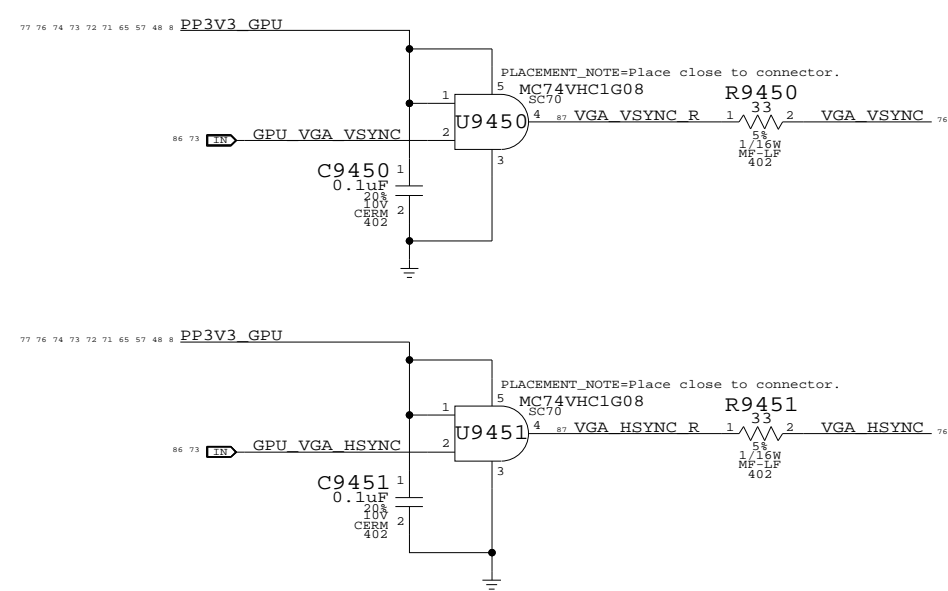 77 76 74 73 72 71 65 57 48 8 PP3V3_GPU
PLACEMENT_NOTE=Place close to connector.
5 MC74VHC1G08
SC70
R9450
33
1
U9450
4 87 VGA_VSYNC_R 1 2 VGA_VSYNC 76
86 73 IN GPU_VGA_VSYNC 2
5%
1/16W
MF-LF
402
3
C9450 1
0.1uF
20%
10V
CERM 2
402
77 76 74 73 72 71 65 57 48 8 PP3V3_GPU
PLACEMENT_NOTE=Place close to connector.
5 MC74VHC1G08
SC70
R9451
33
1
U9451
4 87 VGA_HSYNC_R 1 2 VGA_HSYNC 76
86 73 IN GPU_VGA_HSYNC 2
5%
1/16W
MF-LF
402
3
C9451 1
0.1uF
20%
10V
CERM 2
402